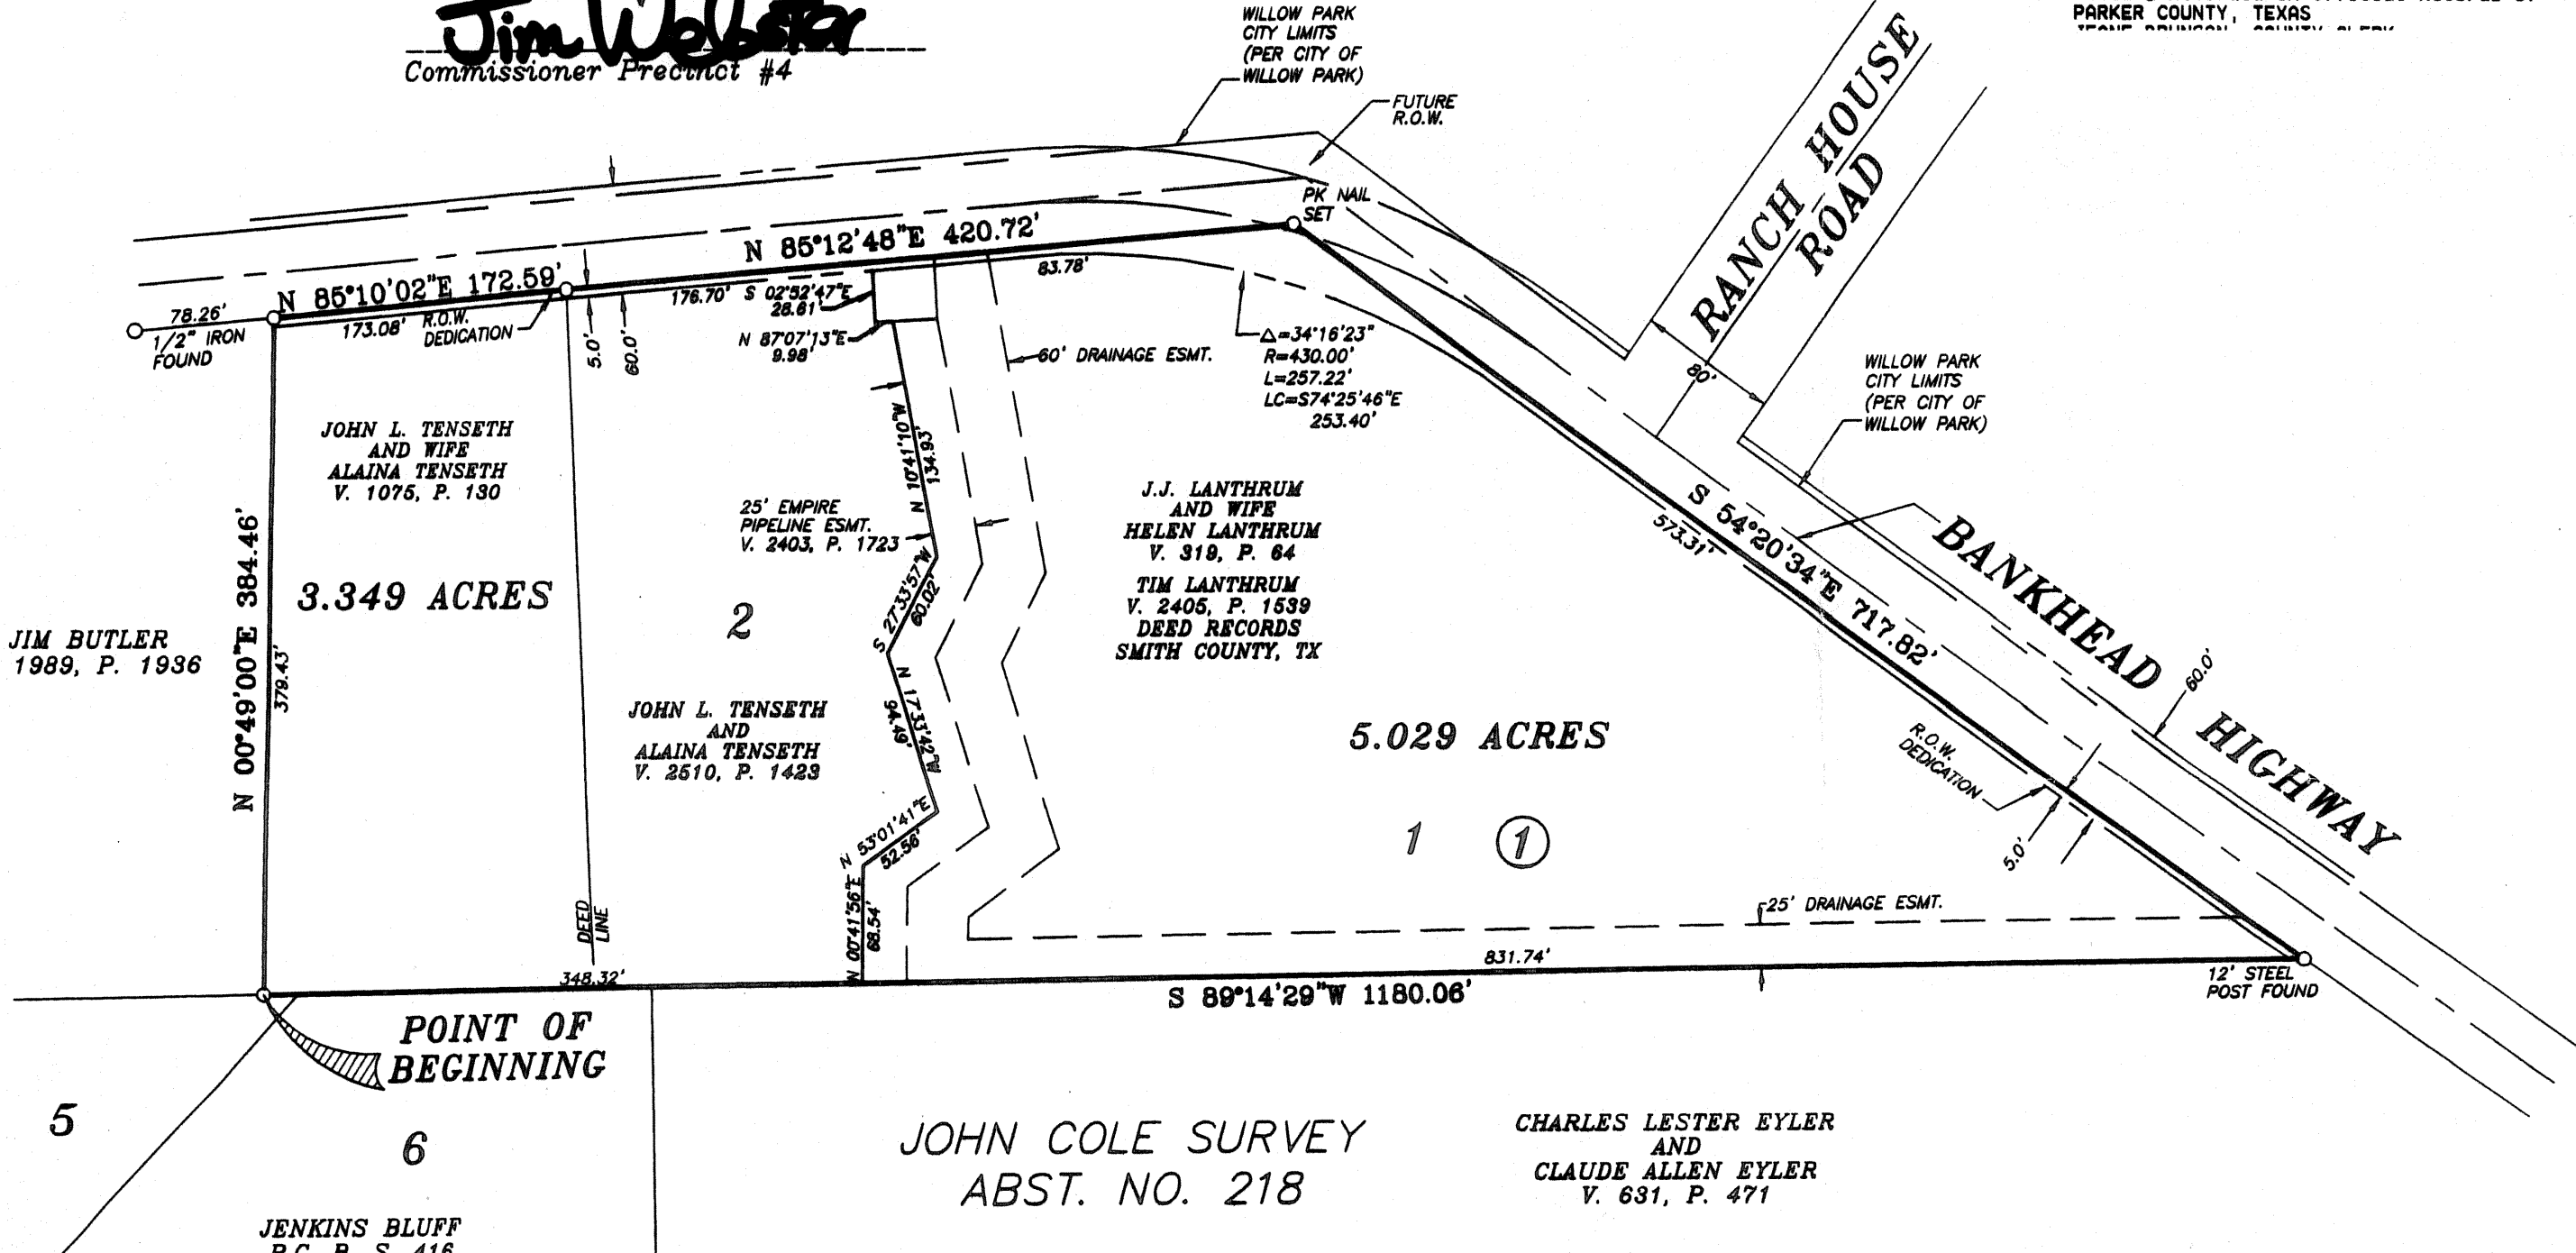 Jim Webster
Commissioner Precinct #4
WILLOW PARK
CITY LIMITS
(PER CITY OF
WILLOW PARK)
PARKER COUNTY, TEXAS
FUTURE
R.O.W.
RANCH HOUSE
ROAD
PK NAIL
SET
N 85°12'48"E 420.72'
N 85°10'02"E 172.59'
78.26'
1/2" IRON
FOUND
173.08'
R.O.W.
DEDICATION
5.0'
60.0'
176.70'
S 02°52'47"E
28.61'
N 87°07'13"E
9.98'
83.78'
60' DRAINAGE ESMT.
Δ=34°16'23"
R=430.00'
L=257.22'
LC=S74°25'46"E
253.40'
80'
WILLOW PARK
CITY LIMITS
(PER CITY OF
WILLOW PARK)
JOHN L. TENSETH
AND WIFE
ALAINA TENSETH
V. 1075, P. 130
N 10°41'10"W
134.93'
25' EMPIRE
PIPELINE ESMT.
V. 2403, P. 1723
J.J. LANTHRUM
AND WIFE
HELEN LANTHRUM
V. 319, P. 64
TIM LANTHRUM
V. 2405, P. 1539
DEED RECORDS
SMITH COUNTY, TX
S 54°20'34"E 717.82'
573.31'
BANKHEAD HIGHWAY
60.0'
N 00°49'00"E 384.46'
379.43'
3.349 ACRES
2
S 27°33'57"W
60.02'
JIM BUTLER
1989, P. 1936
N 17°33'42"W
94.49'
JOHN L. TENSETH
AND
ALAINA TENSETH
V. 2510, P. 1423
5.029 ACRES
R.O.W.
DEDICATION
5.0'
1 1
N 53°01'41"E
52.56'
N 00°41'56"E
68.54'
DEED
LINE
25' DRAINAGE ESMT.
348.32'
831.74'
S 89°14'29"W 1180.06'
12' STEEL
POST FOUND
POINT OF
BEGINNING
5
6
JOHN COLE SURVEY
ABST. NO. 218
CHARLES LESTER EYLER
AND
CLAUDE ALLEN EYLER
V. 631, P. 471
JENKINS BLUFF